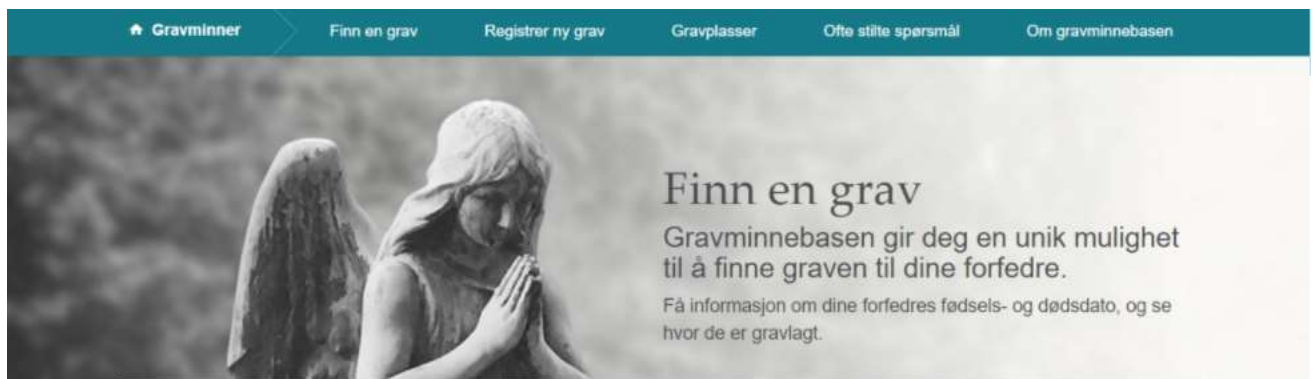 Gravminner
Finn en grav
Registrer ny grav
Gravplasser
Ofte stilte spørsmål
Om gravminnebasen
Finn en grav
Gravminnebasen gir deg en unik mulighet
til å finne graven til dine forfedre.
Få informasjon om dine forfedres fødsels- og dødsdato, og se
hvor de er gravlagt.